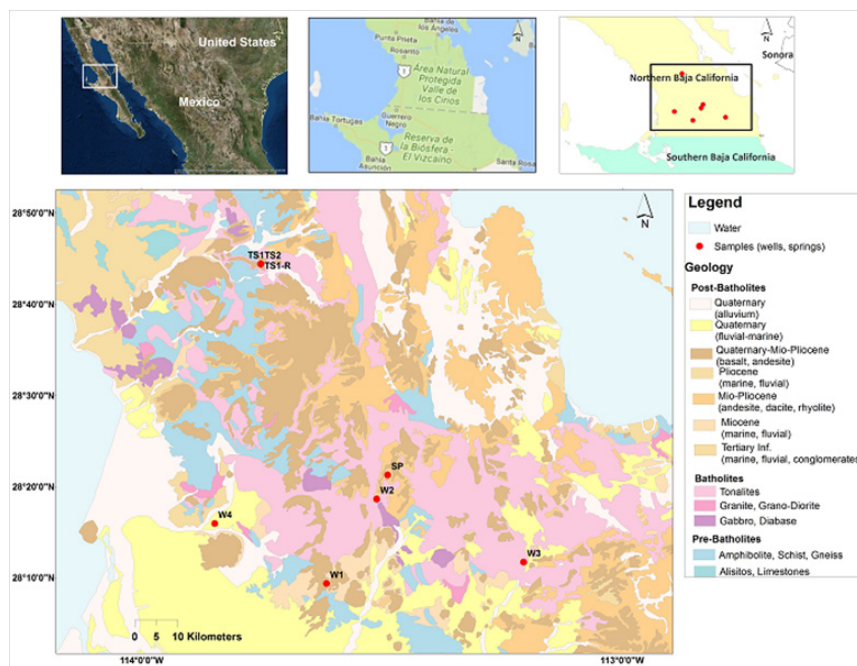 United States
Mexico
N
Bahía de
los Ángeles
Punta Prieta
Rosarito
1
Área Natural
Protegida
Valle de
los Cirios
Guerrero
Negro
Bahía Tortugas
Reserva de
la Biósfera -
El Vizcaíno
1
Bahía
Asunción
Santa Rosa
N
Sonora
Northern Baja California
Southern Baja California
28°50'0"N
28°40'0"N
28°30'0"N
28°20'0"N
28°10'0"N
N
TS1TS2
TS1-R
SP
W2
W4
W3
W1
0 5 10 Kilometers
114°0'0"W
113°0'0"W
Legend
Water
Samples (wells, springs)
Geology
Post-Batholites
Quaternary
(alluvium)
Quaternary
(fluvial-marine)
Quaternary-Mio-Pliocene
(basalt, andesite)
Pliocene
(marine, fluvial)
Mio-Pliocene
(andesite, dacite, rhyolite)
Miocene
(marine, fluvial)
Tertiary Inf.
(marine, fluvial, conglomerates)
Batholites
Tonalites
Granite, Grano-Diorite
Gabbro, Diabase
Pre-Batholites
Amphibolite, Schist, Gneiss
Alisitos, Limestones